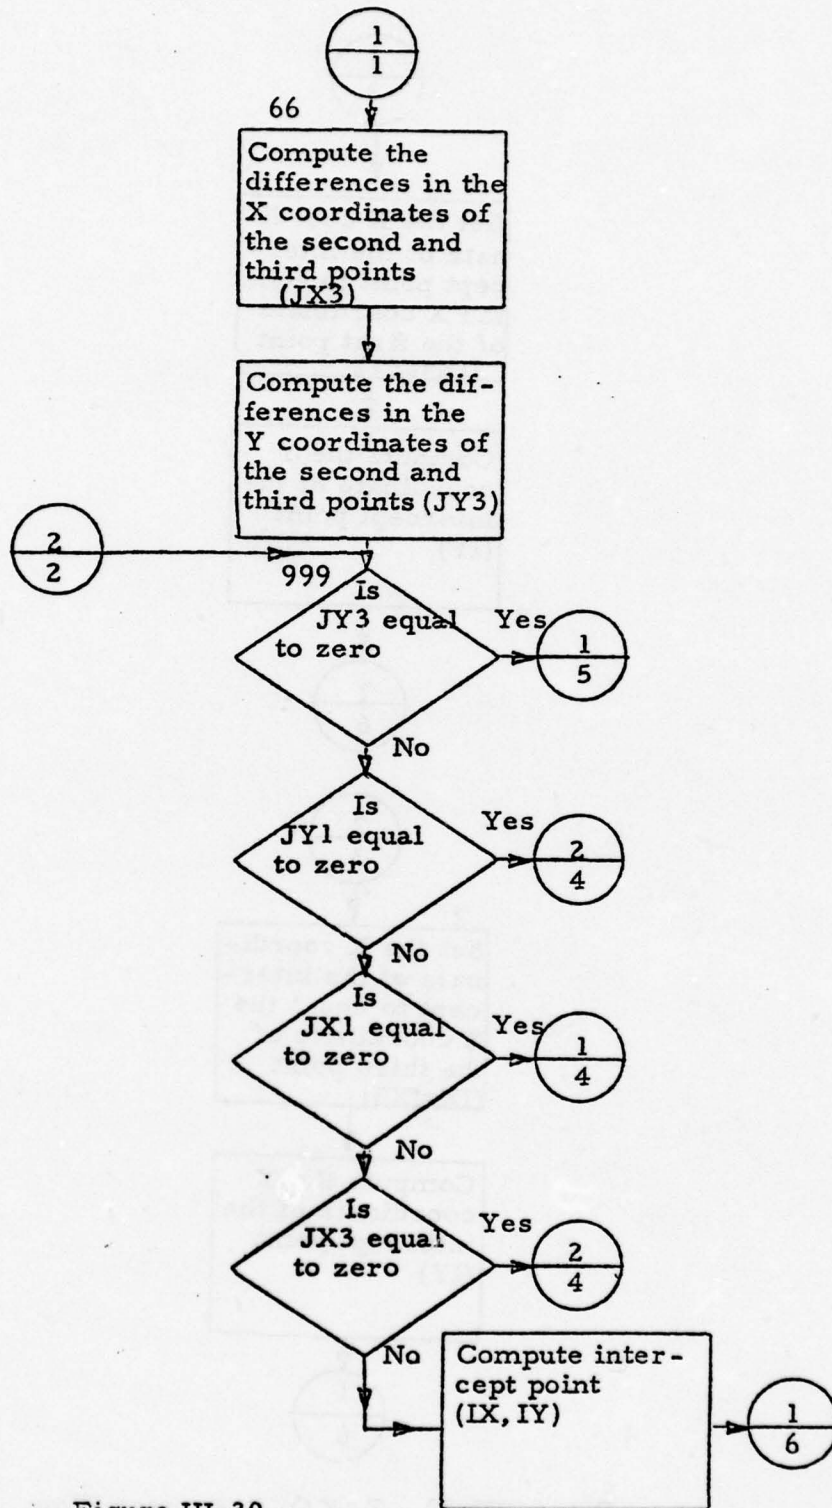 1
1
66
Compute the
differences in the
X coordinates of
the second and
third points
(JX3)
Compute the dif-
ferences in the
Y coordinates of
the second and
third points (JY3)
2
2
999
Is
JY3 equal
to zero
Yes
1
5
No
Is
JY1 equal
to zero
Yes
2
4
No
Is
JX1 equal
to zero
Yes
1
4
No
Is
JX3 equal
to zero
Yes
2
4
No
Compute inter-
cept point
(IX, IY)
1
6